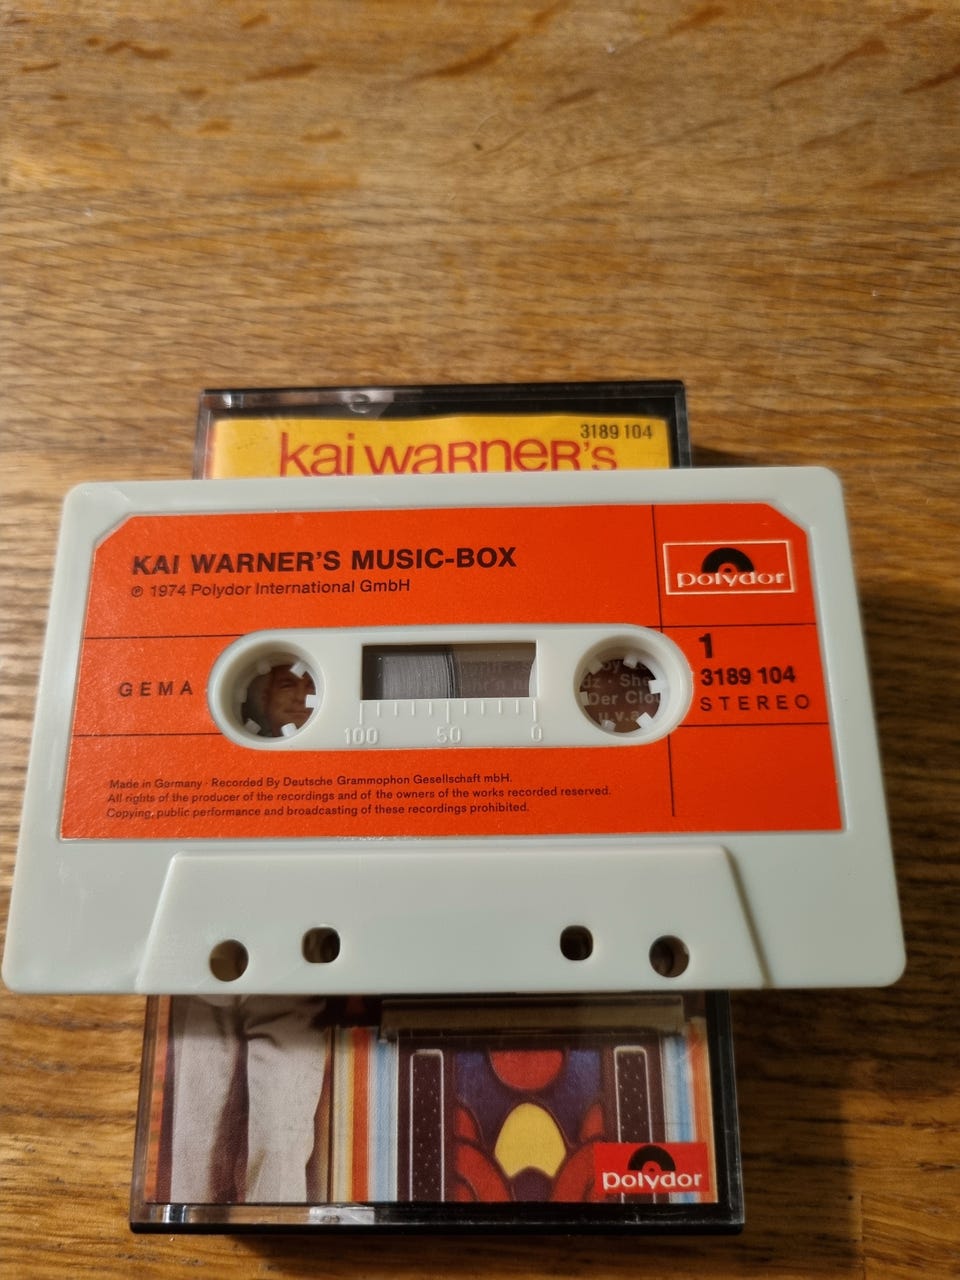 3189 104
kai warner's
KAI WARNER'S MUSIC-BOX
℗ 1974 Polydor International GmbH
polydor
1
3189 104
STEREO
GEMA
Der Clo
u.v.a
100 50 0
Made in Germany · Recorded By Deutsche Grammophon Gesellschaft mbH.
All rights of the producer of the recordings and of the owners of the works recorded reserved.
Copying, public performance and broadcasting of these recordings prohibited.
polydor